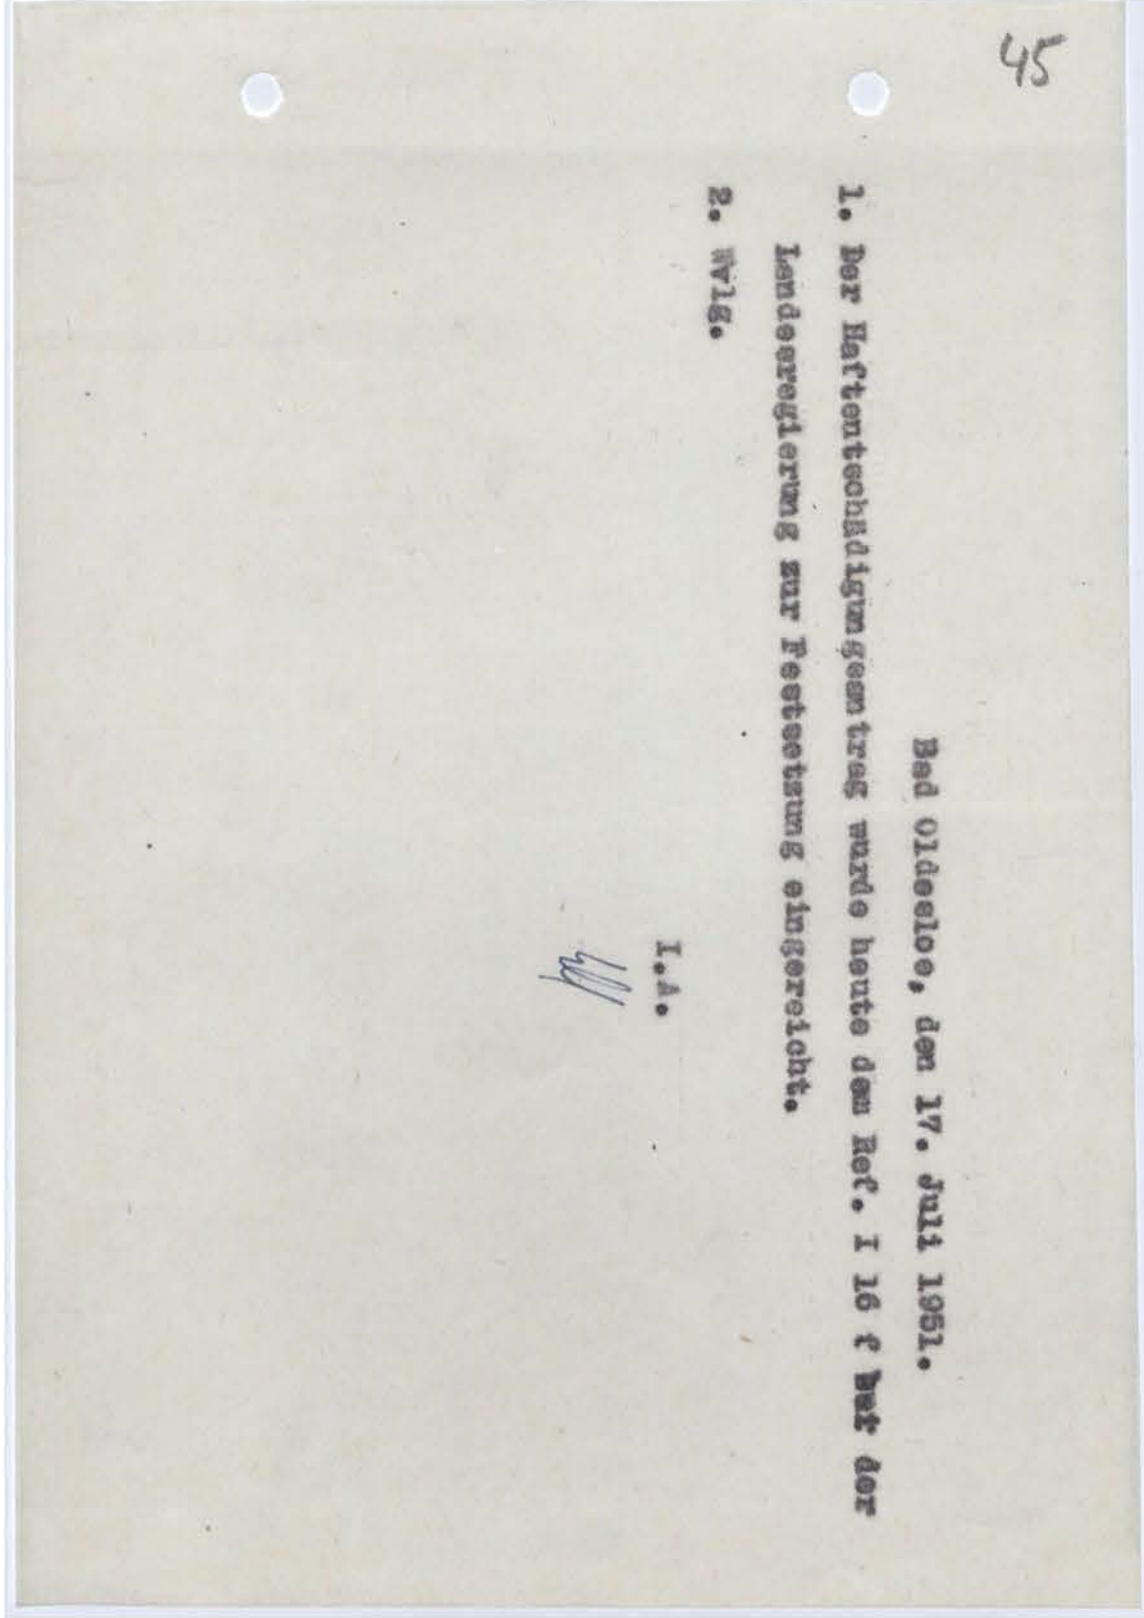 45
Bad Oldesloe, den 17. Juli 1951.
1. Der Haftentschädigungsantrag wurde heute dem Ref. I 16 f bei der
Landesregierung zur Festsetzung eingereicht.
2. Wvlg.
I.A.